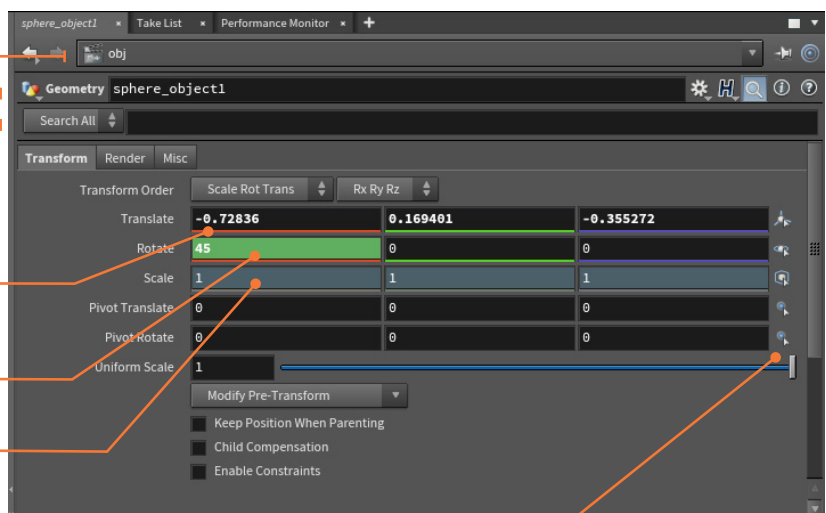 sphere_object1 × Take List × Performance Monitor × +
obj
Geometry sphere_object1
Search All
Transform Render Misc
Transform Order Scale Rot Trans Rx Ry Rz
Translate -0.72836 0.169401 -0.355272
Rotate 45 0 0
Scale 1 1 1
Pivot Translate 0 0 0
Pivot Rotate 0 0 0
Uniform Scale 1
Modify Pre-Transform
Keep Position When Parenting
Child Compensation
Enable Constraints